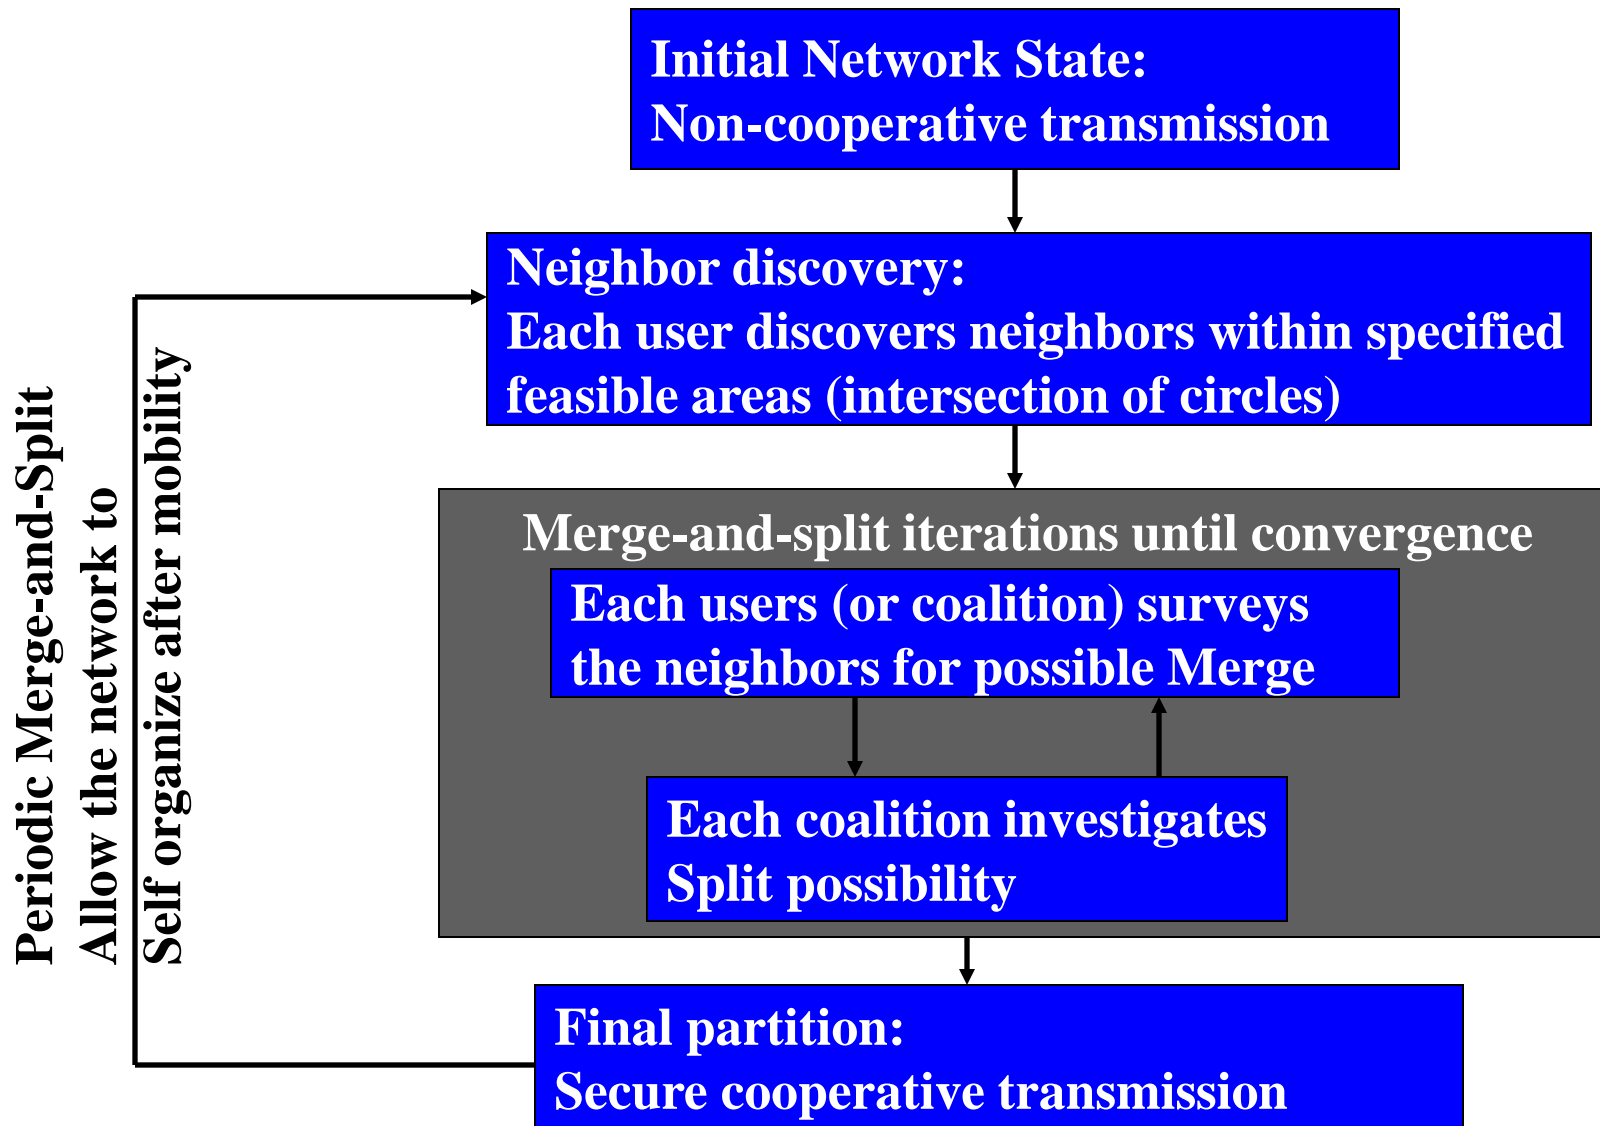 Initial Network State:
Non-cooperative transmission
Neighbor discovery:
Each user discovers neighbors within specified
feasible areas (intersection of circles)
Merge-and-split iterations until convergence
Each users (or coalition) surveys
the neighbors for possible Merge
Each coalition investigates
Split possibility
Final partition:
Secure cooperative transmission
Periodic Merge-and-Split
Allow the network to
Self organize after mobility